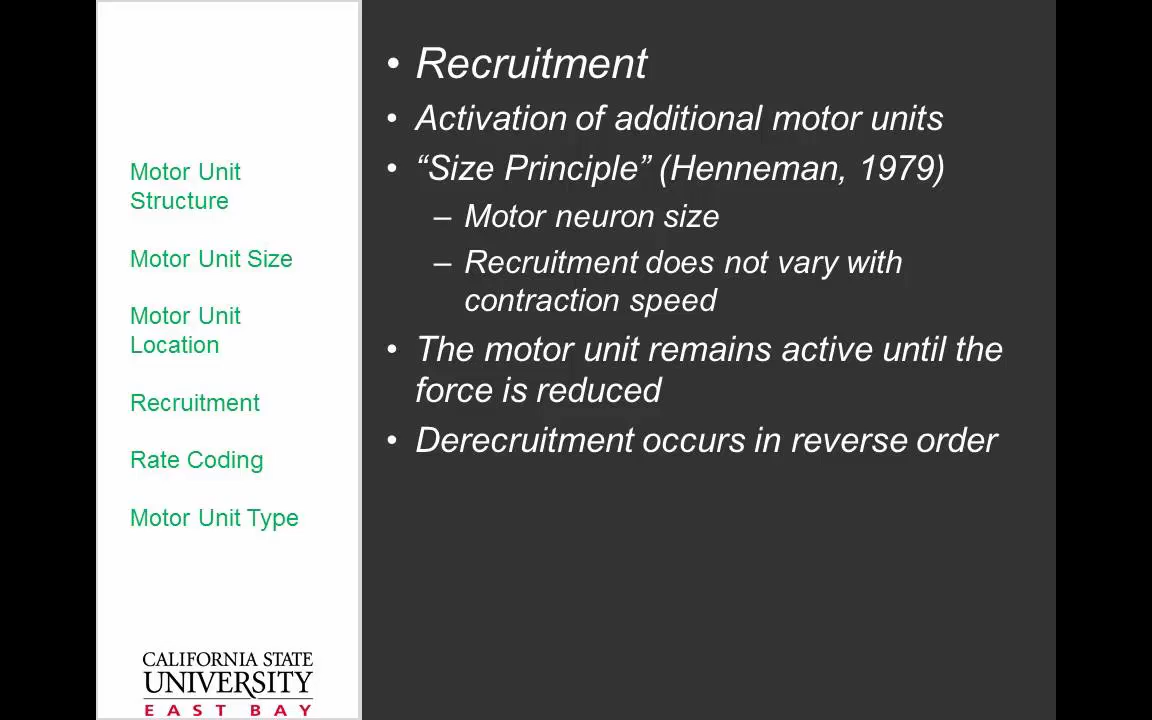 Motor Unit
Structure
Motor Unit Size
Motor Unit
Location
Recruitment
Rate Coding
Motor Unit Type
CALIFORNIA STATE
UNIVERSITY
EAST BAY
• Recruitment
• Activation of additional motor units
• “Size Principle” (Henneman, 1979)
– Motor neuron size
– Recruitment does not vary with
contraction speed
• The motor unit remains active until the
force is reduced
• Derecruitment occurs in reverse order